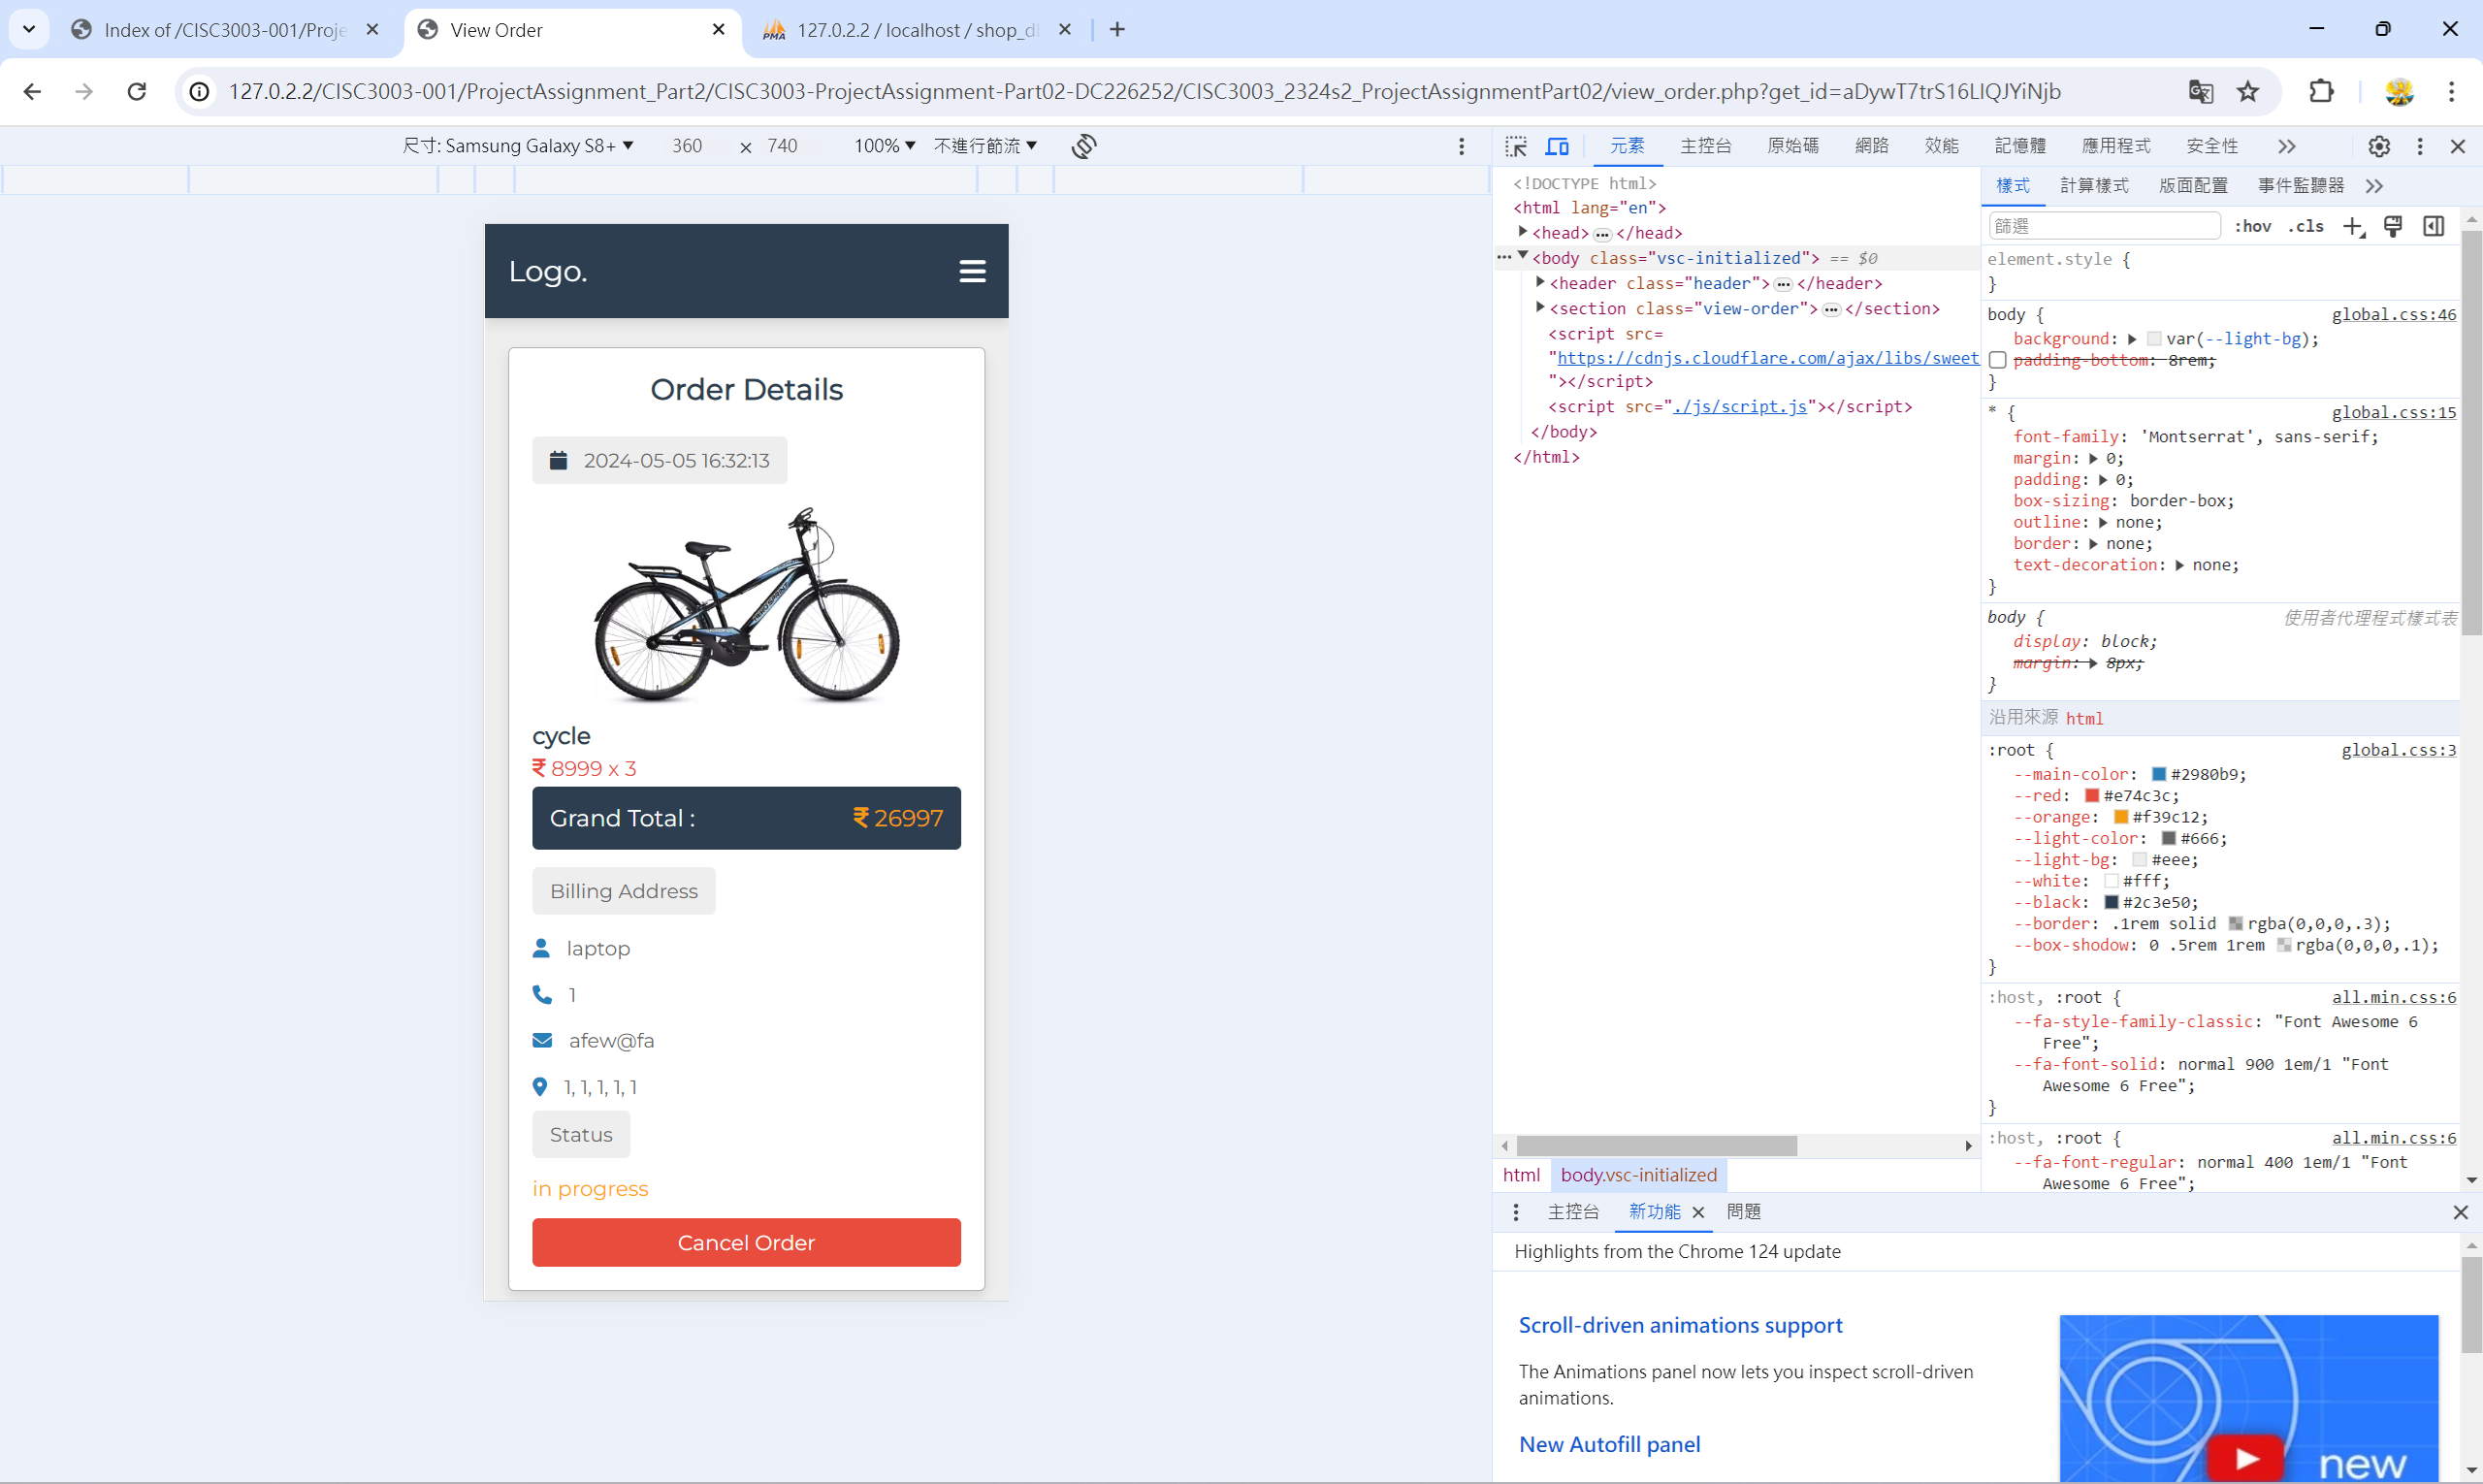 Index of /CISC3003-001/Proje
View Order
127.0.2.2 / localhost / shop_d
127.0.2.2/CISC3003-001/ProjectAssignment_Part2/CISC3003-ProjectAssignment-Part02-DC226252/CISC3003_2324s2_ProjectAssignmentPart02/view_order.php?get_id=aDywT7trS16LIQJYiNjb
尺寸: Samsung Galaxy S8+ ▼ 360 × 740 100% ▼ 不進行節流 ▼
Logo.
Order Details
2024-05-05 16:32:13
cycle
₹ 8999 x 3
Grand Total : ₹ 26997
Billing Address
laptop
1
afew@fa
1, 1, 1, 1, 1
Status
in progress
Cancel Order
元素 主控台 原始碼 網路 效能 記憶體 應用程式 安全性
<!DOCTYPE html>
<html lang="en">
<head> ••• </head>
••• <body class="vsc-initialized"> == $0
<header class="header"> ••• </header>
<section class="view-order"> ••• </section>
<script src=
"https://cdnjs.cloudflare.com/ajax/libs/sweet
"></script>
<script src="./js/script.js"></script>
</body>
</html>
html body.vsc-initialized
樣式 計算樣式 版面配置 事件監聽器
篩選 :hov .cls
element.style {
}
body { global.css:46
background: var(--light-bg);
padding-bottom: 8rem;
}
* { global.css:15
font-family: 'Montserrat', sans-serif;
margin: 0;
padding: 0;
box-sizing: border-box;
outline: none;
border: none;
text-decoration: none;
}
body { 使用者代理程式樣式表
display: block;
margin: 8px;
}
沿用來源 html
:root { global.css:3
--main-color: #2980b9;
--red: #e74c3c;
--orange: #f39c12;
--light-color: #666;
--light-bg: #eee;
--white: #fff;
--black: #2c3e50;
--border: .1rem solid rgba(0,0,0,.3);
--box-shodow: 0 .5rem 1rem rgba(0,0,0,.1);
}
:host, :root { all.min.css:6
--fa-style-family-classic: "Font Awesome 6
Free";
--fa-font-solid: normal 900 1em/1 "Font
Awesome 6 Free";
}
:host, :root { all.min.css:6
--fa-font-regular: normal 400 1em/1 "Font
Awesome 6 Free";
主控台 新功能 問題
Highlights from the Chrome 124 update
Scroll-driven animations support
The Animations panel now lets you inspect scroll-driven
animations.
New Autofill panel
new